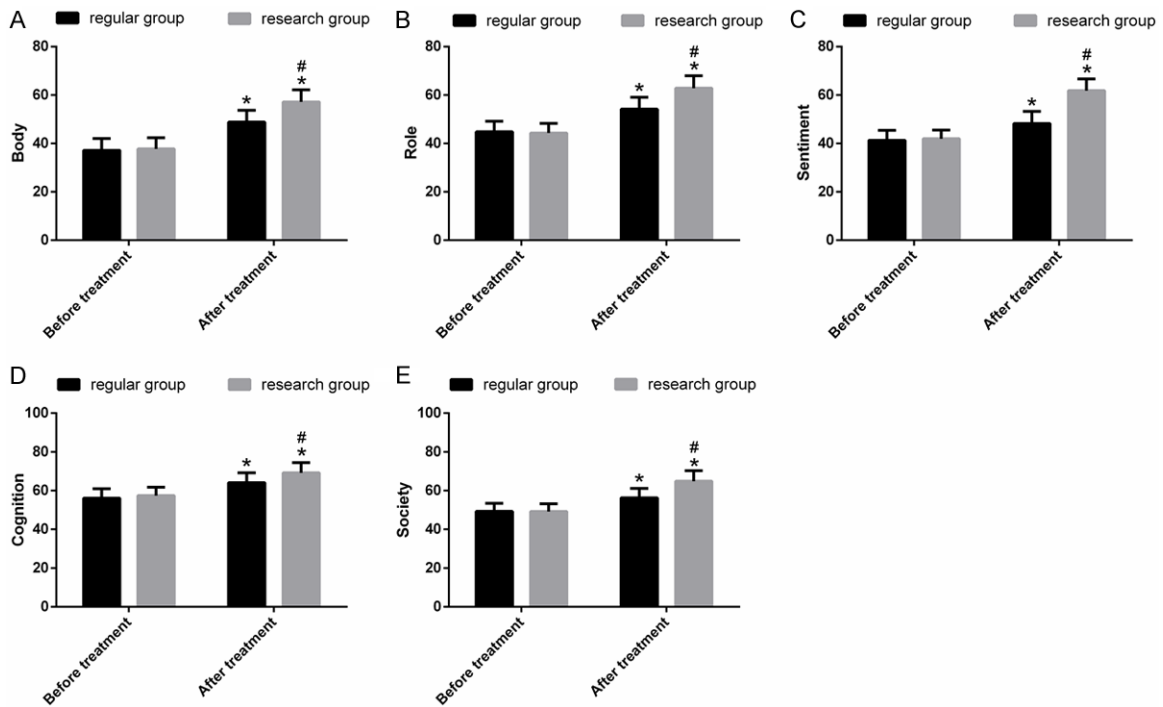 A
regular group
research group
80
60
40
20
0
Body
*
#
*
Before treatment
After treatment
B
regular group
research group
80
60
40
20
0
Role
*
#
*
Before treatment
After treatment
C
regular group
research group
80
60
40
20
0
Sentiment
*
#
*
Before treatment
After treatment
D
regular group
research group
100
80
60
40
20
0
Cognition
*
#
*
Before treatment
After treatment
E
regular group
research group
100
80
60
40
20
0
Society
*
#
*
Before treatment
After treatment